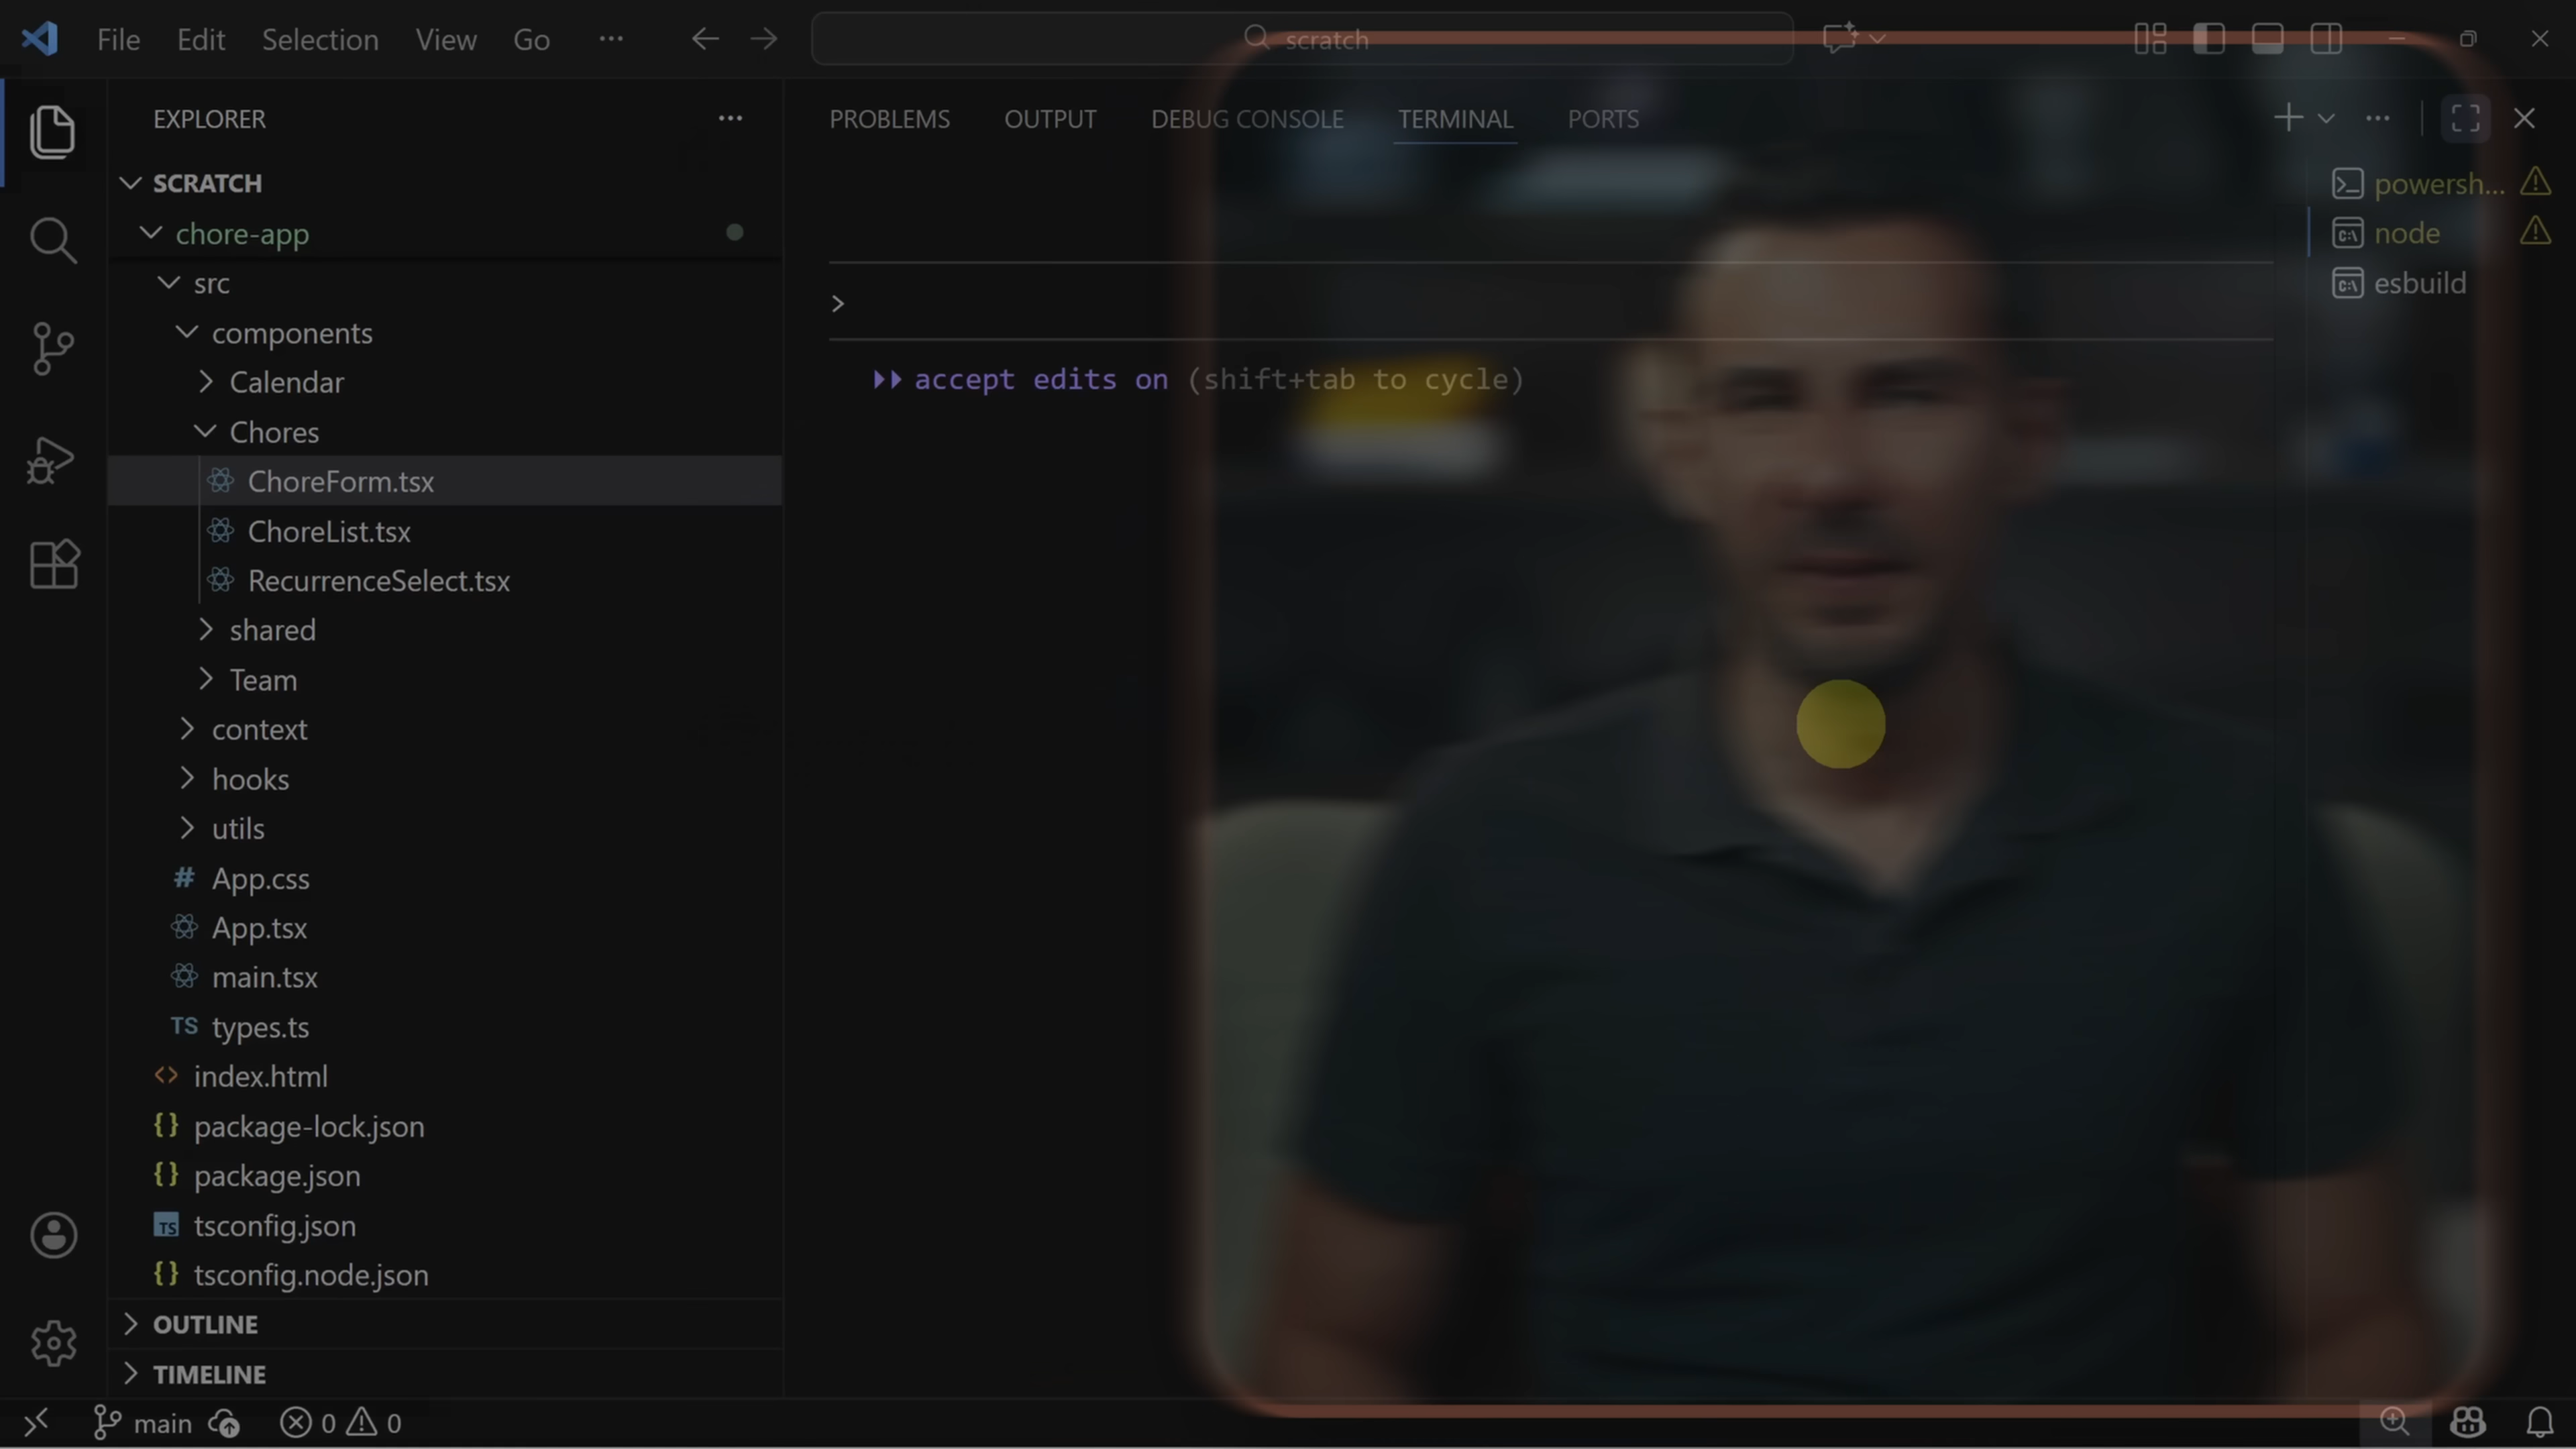 File Edit Selection View Go ··· scratch
EXPLORER ···
SCRATCH
chore-app
src
components
Calendar
Chores
ChoreForm.tsx
ChoreList.tsx
RecurrenceSelect.tsx
shared
Team
context
hooks
utils
# App.css
App.tsx
main.tsx
TS types.ts
<> index.html
{} package-lock.json
{} package.json
TS tsconfig.json
{} tsconfig.node.json
OUTLINE
TIMELINE
PROBLEMS OUTPUT DEBUG CONSOLE TERMINAL PORTS
>
accept edits on (shift+tab to cycle)
powersh...
node
esbuild
main 0 0